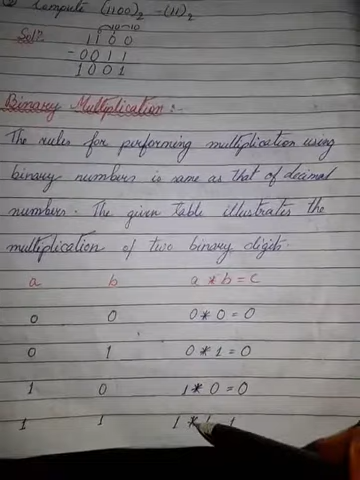 Compute (1100)₂ - (11)₂
Solⁿ
10 10
1 1 0 0
- 0 0 1 1
1 0 0 1
Binary Multiplication:-
The rules for performing multiplication using
binary numbers is same as that of decimal
numbers. The given table illustrates the
multiplication of two binary digits.
a b a * b = c
0 0 0 * 0 = 0
0 1 0 * 1 = 0
1 0 1 * 0 = 0
1 1 1 *